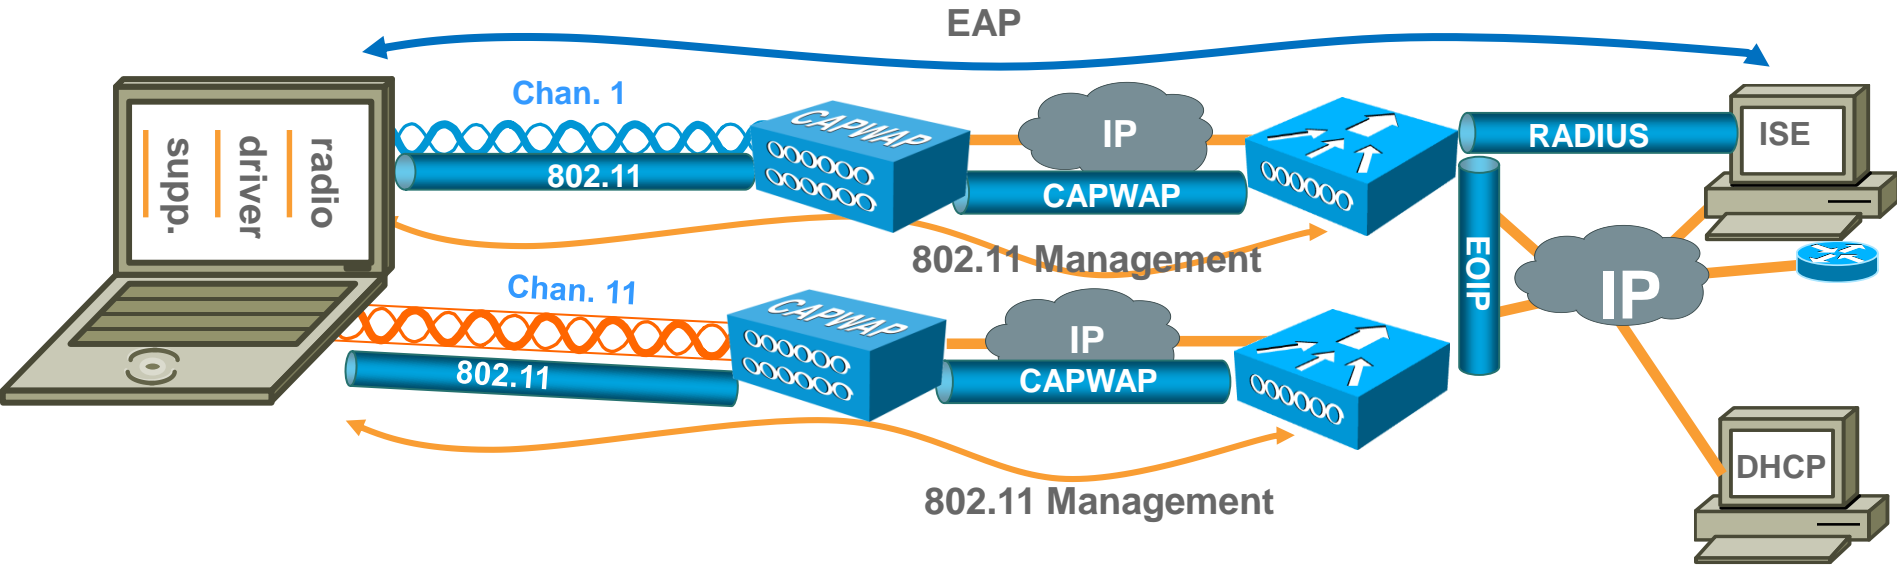 EAP
Chan. 1
radio
driver
supp.
802.11
CAPWAP
IP
CAPWAP
RADIUS
ISE
802.11 Management
EOIP
IP
Chan. 11
802.11
CAPWAP
IP
CAPWAP
802.11 Management
DHCP